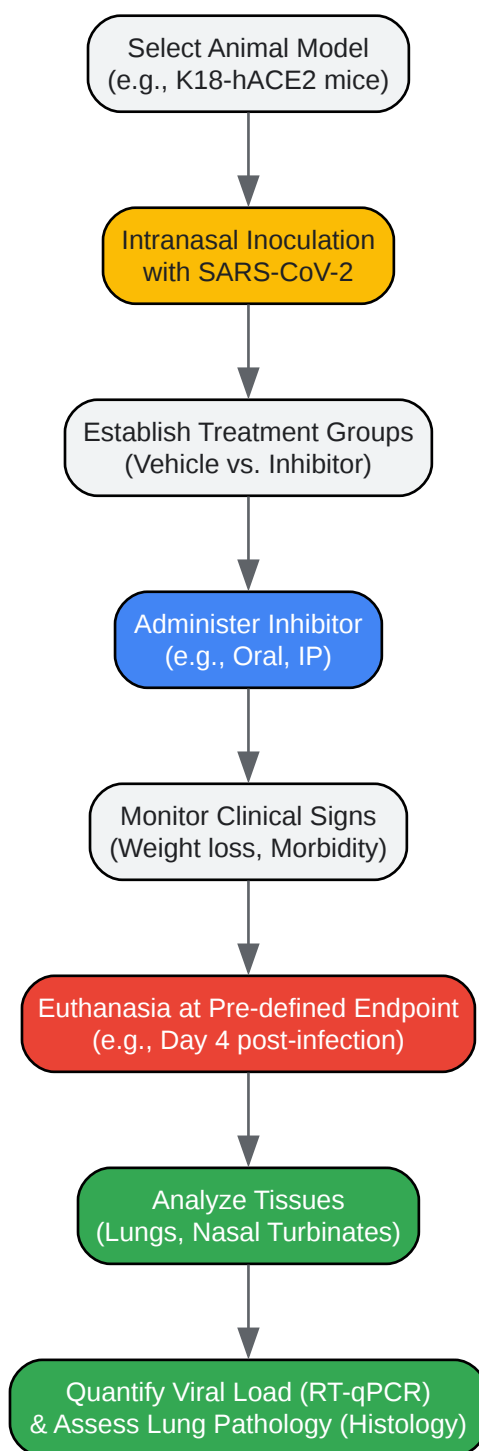 Select Animal Model
(e.g., K18-hACE2 mice)
Intranasal Inoculation
with SARS-CoV-2
Establish Treatment Groups
(Vehicle vs. Inhibitor)
Administer Inhibitor
(e.g., Oral, IP)
Monitor Clinical Signs
(Weight loss, Morbidity)
Euthanasia at Pre-defined Endpoint
(e.g., Day 4 post-infection)
Analyze Tissues
(Lungs, Nasal Turbinates)
Quantify Viral Load (RT-qPCR)
& Assess Lung Pathology (Histology)